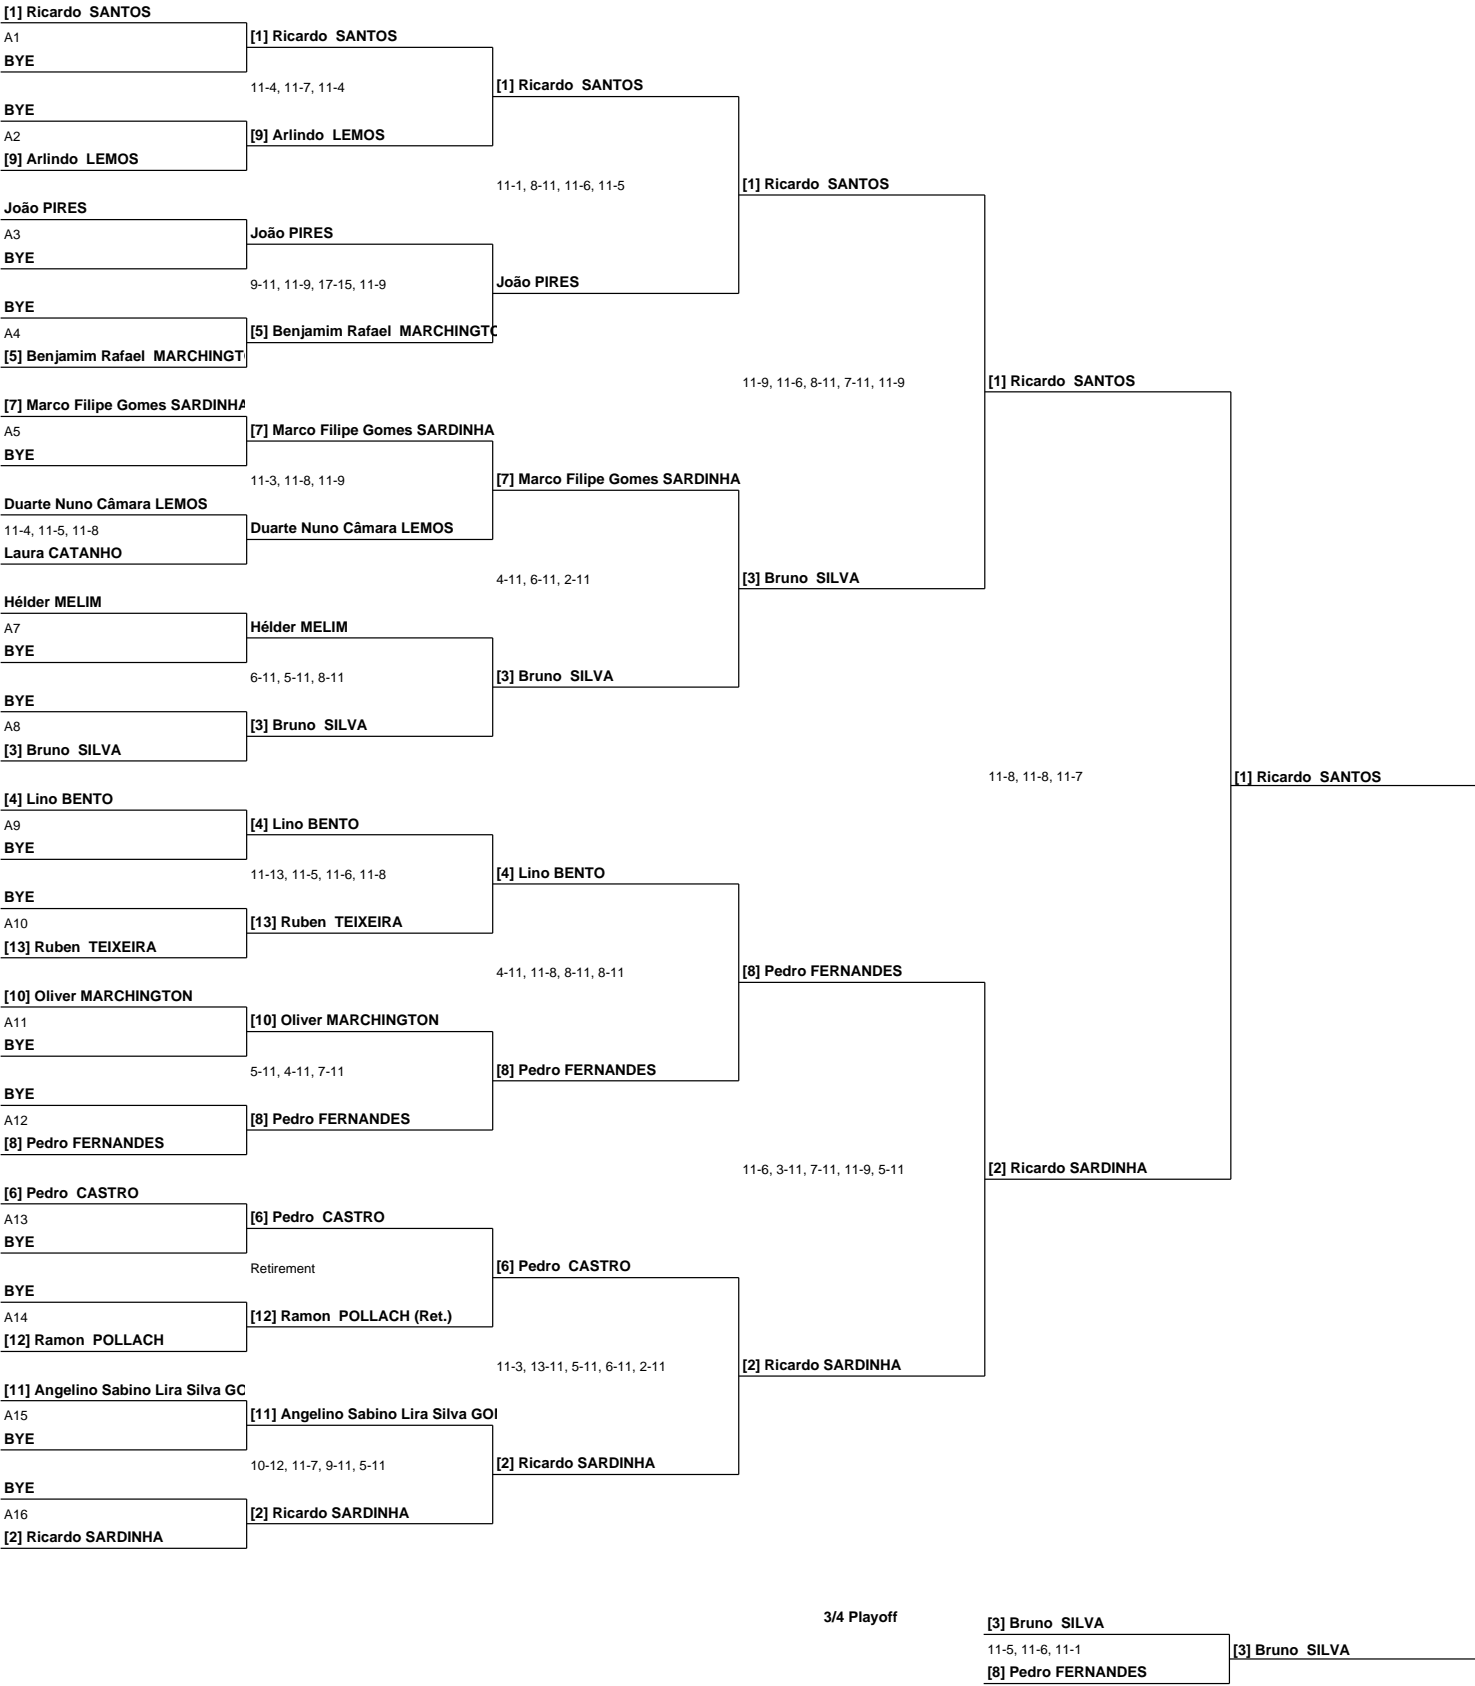 [1] Ricardo SANTOS
A1
BYE
BYE
A2
[9] Arlindo LEMOS
João PIRES
A3
BYE
BYE
A4
[5] Benjamim Rafael MARCHINGT
[7] Marco Filipe Gomes SARDINHA
A5
BYE
Duarte Nuno Câmara LEMOS
11-4, 11-5, 11-8
Laura CATANHO
Hélder MELIM
A7
BYE
BYE
A8
[3] Bruno SILVA
[4] Lino BENTO
A9
BYE
BYE
A10
[13] Ruben TEIXEIRA
[10] Oliver MARCHINGTON
A11
BYE
BYE
A12
[8] Pedro FERNANDES
[6] Pedro CASTRO
A13
BYE
BYE
A14
[12] Ramon POLLACH
[11] Angelino Sabino Lira Silva GO
A15
BYE
BYE
A16
[2] Ricardo SARDINHA
[1] Ricardo SANTOS
11-4, 11-7, 11-4
[9] Arlindo LEMOS
João PIRES
9-11, 11-9, 17-15, 11-9
[5] Benjamim Rafael MARCHINGTO
[7] Marco Filipe Gomes SARDINHA
11-3, 11-8, 11-9
Duarte Nuno Câmara LEMOS
Hélder MELIM
6-11, 5-11, 8-11
[3] Bruno SILVA
[4] Lino BENTO
11-13, 11-5, 11-6, 11-8
[13] Ruben TEIXEIRA
[10] Oliver MARCHINGTON
5-11, 4-11, 7-11
[8] Pedro FERNANDES
[6] Pedro CASTRO
Retirement
[12] Ramon POLLACH (Ret.)
[11] Angelino Sabino Lira Silva GO
10-12, 11-7, 9-11, 5-11
[2] Ricardo SARDINHA
[1] Ricardo SANTOS
11-1, 8-11, 11-6, 11-5
João PIRES
[7] Marco Filipe Gomes SARDINHA
4-11, 6-11, 2-11
[3] Bruno SILVA
[4] Lino BENTO
4-11, 11-8, 8-11, 8-11
[8] Pedro FERNANDES
[6] Pedro CASTRO
11-3, 13-11, 5-11, 6-11, 2-11
[2] Ricardo SARDINHA
[1] Ricardo SANTOS
11-9, 11-6, 8-11, 7-11, 11-9
[3] Bruno SILVA
[8] Pedro FERNANDES
11-6, 3-11, 7-11, 11-9, 5-11
[2] Ricardo SARDINHA
[1] Ricardo SANTOS
11-8, 11-8, 11-7
[2] Ricardo SARDINHA
[1] Ricardo SANTOS
3/4 Playoff
[3] Bruno SILVA
11-5, 11-6, 11-1
[8] Pedro FERNANDES
[3] Bruno SILVA